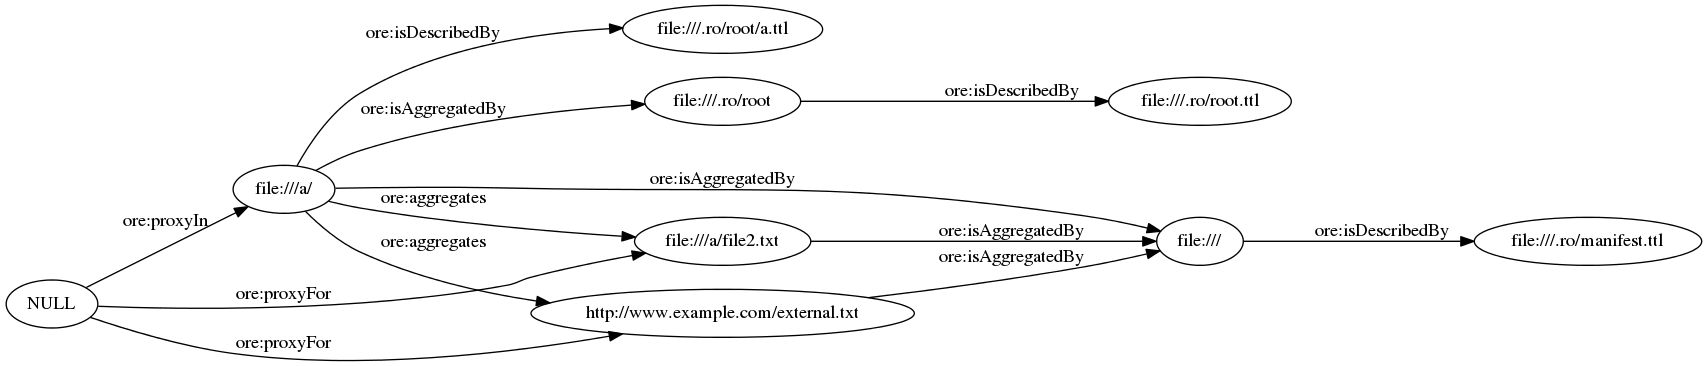 ore:isDescribedBy
file:///.ro/root/a.ttl
ore:isAggregatedBy
file:///.ro/root
ore:isDescribedBy
file:///.ro/root.ttl
file:///a/
ore:isAggregatedBy
ore:aggregates
ore:proxyIn
file:///a/file2.txt
ore:isAggregatedBy
file:///
ore:isDescribedBy
file:///.ro/manifest.ttl
ore:aggregates
ore:isAggregatedBy
NULL
ore:proxyFor
http://www.example.com/external.txt
ore:proxyFor